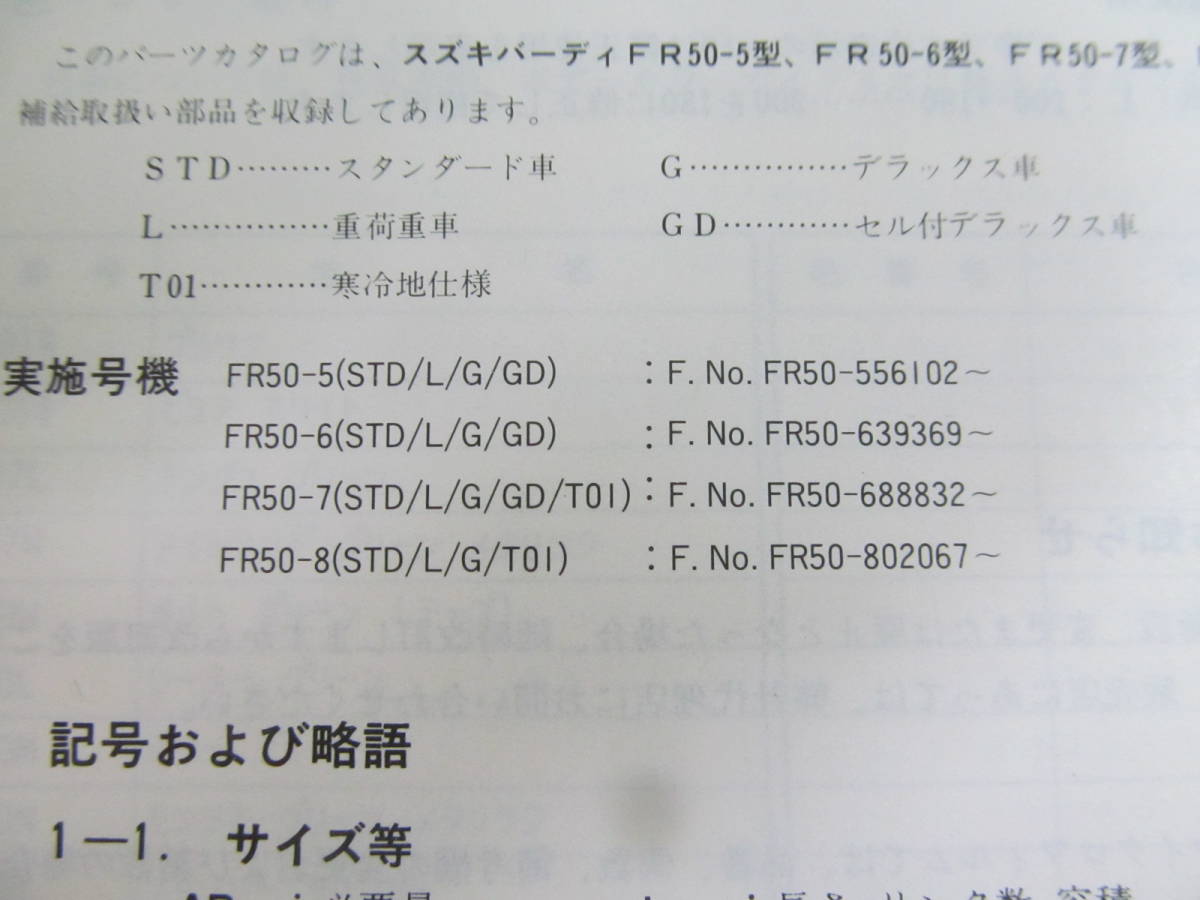 このパーツカタログは、スズキバーディFR50-5型、FR50-6型、FR50-7型、
補給取扱い部品を収録してあります。
STD………スタンダード車 G……………デラックス車
L……………重荷重車 GD…………セル付デラックス車
T01…………寒冷地仕様
実施号機 FR50-5(STD/L/G/GD) : F. No. FR50-556102~
FR50-6(STD/L/G/GD) : F. No. FR50-639369~
FR50-7(STD/L/G/GD/T01) : F. No. FR50-688832~
FR50-8(STD/L/G/T01) : F. No. FR50-802067~
記号および略語
1-1. サイズ等